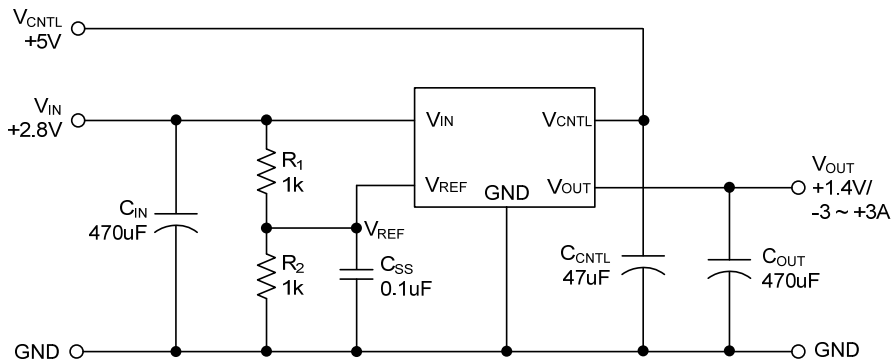 VCNTL
+5V
VIN
+2.8V
VIN
VCNTL
R1
1k
VREF
GND
VOUT
VOUT
+1.4V/
-3 ~ +3A
CIN
470uF
VREF
R2
1k
CSS
0.1uF
CCNTL
47uF
COUT
470uF
GND
GND